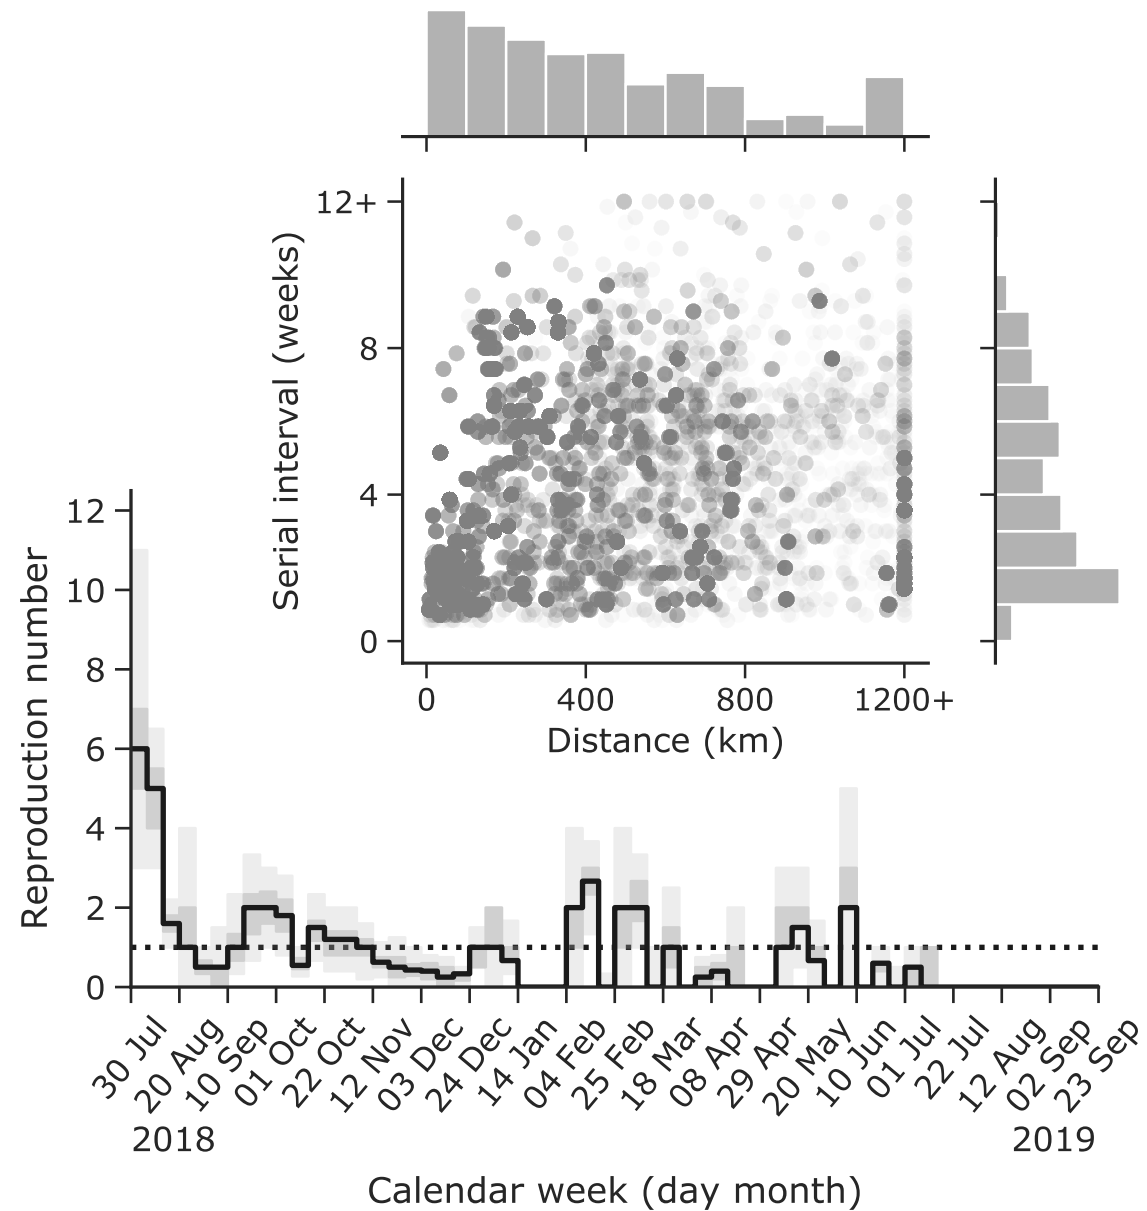 12+
8
4
0
Serial interval (weeks)
0
400
800
1200+
Distance (km)
12
10
8
6
4
2
0
Reproduction number
30 Jul
20 Aug
10 Sep
01 Oct
22 Oct
12 Nov
03 Dec
24 Dec
14 Jan
04 Feb
25 Feb
18 Mar
08 Apr
29 Apr
20 May
10 Jun
01 Jul
22 Jul
12 Aug
02 Sep
23 Sep
2018
2019
Calendar week (day month)